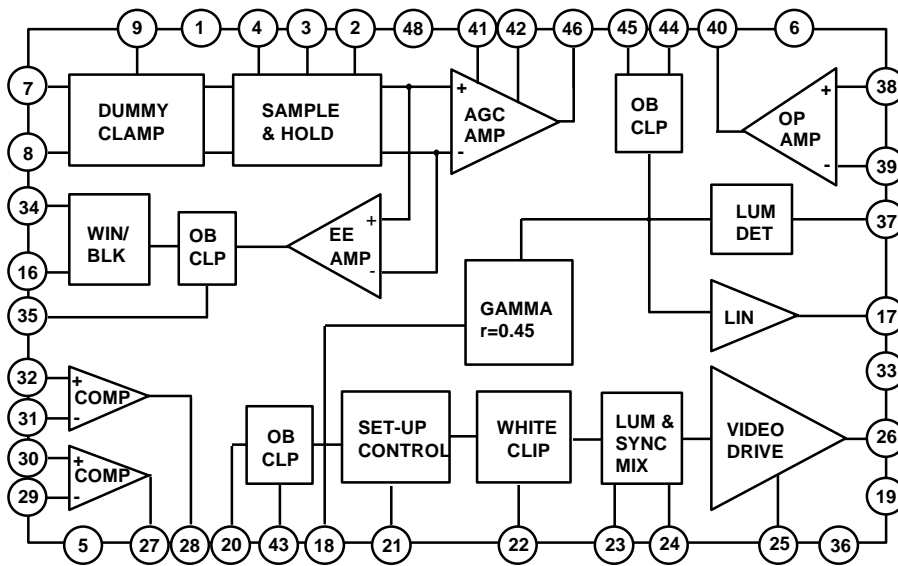 9 1 4 3 2 48 41 42 46 45 44 40 6
7 8 34 16 35 32 31 30 29
DUMMY
CLAMP
SAMPLE
& HOLD
+
AGC
AMP
-
OB
CLP
+
OP
AMP
-
38
39
37
17
33
26
19
WIN/
BLK
OB
CLP
+
EE
AMP
-
LUM
DET
GAMMA
r=0.45
LIN
+
COMP
-
+
COMP
-
OB
CLP
SET-UP
CONTROL
WHITE
CLIP
LUM &
SYNC
MIX
VIDEO
DRIVE
5 27 28 20 43 18 21 22 23 24 25 36